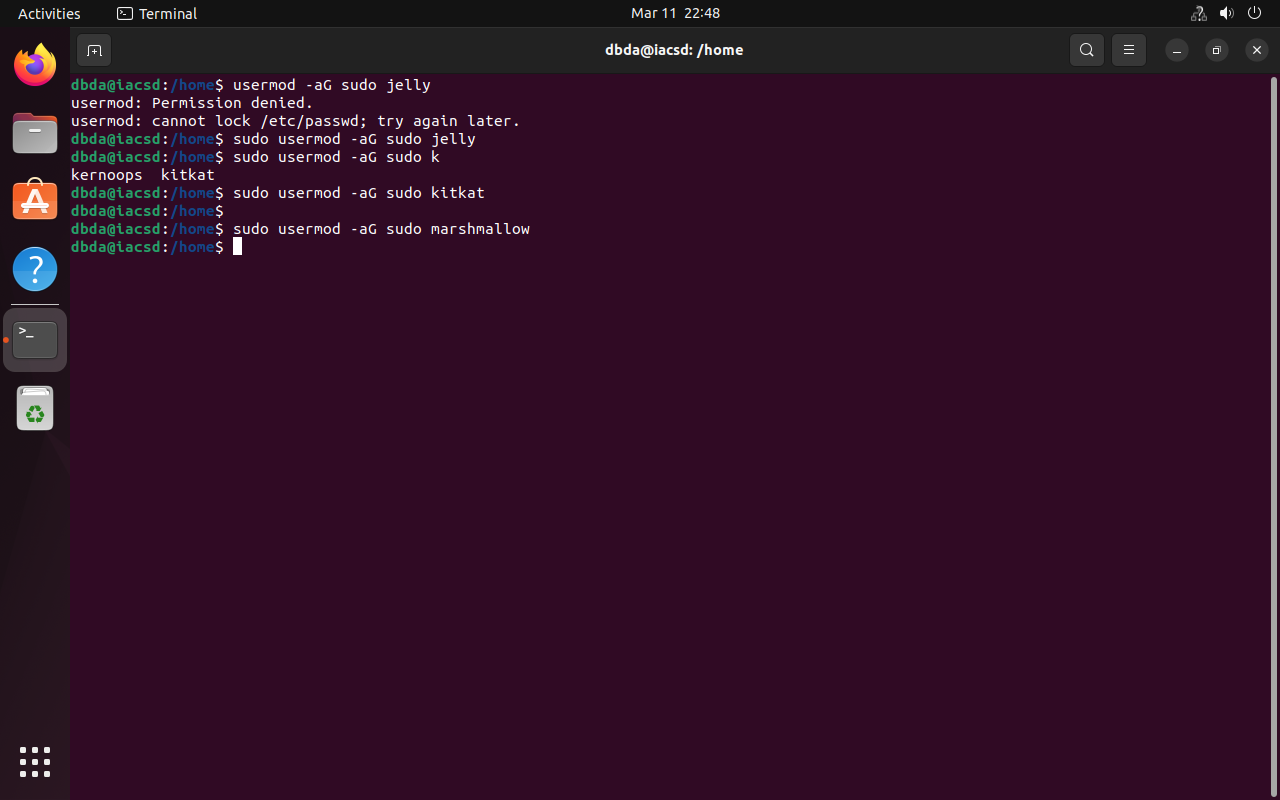 Activities
Terminal
Mar 11 22:48
dbda@iacsd: /home
dbda@iacsd:/home$ usermod -aG sudo jelly
usermod: Permission denied.
usermod: cannot lock /etc/passwd; try again later.
dbda@iacsd:/home$ sudo usermod -aG sudo jelly
dbda@iacsd:/home$ sudo usermod -aG sudo k
kernoops  kitkat
dbda@iacsd:/home$ sudo usermod -aG sudo kitkat
dbda@iacsd:/home$
dbda@iacsd:/home$ sudo usermod -aG sudo marshmallow
dbda@iacsd:/home$